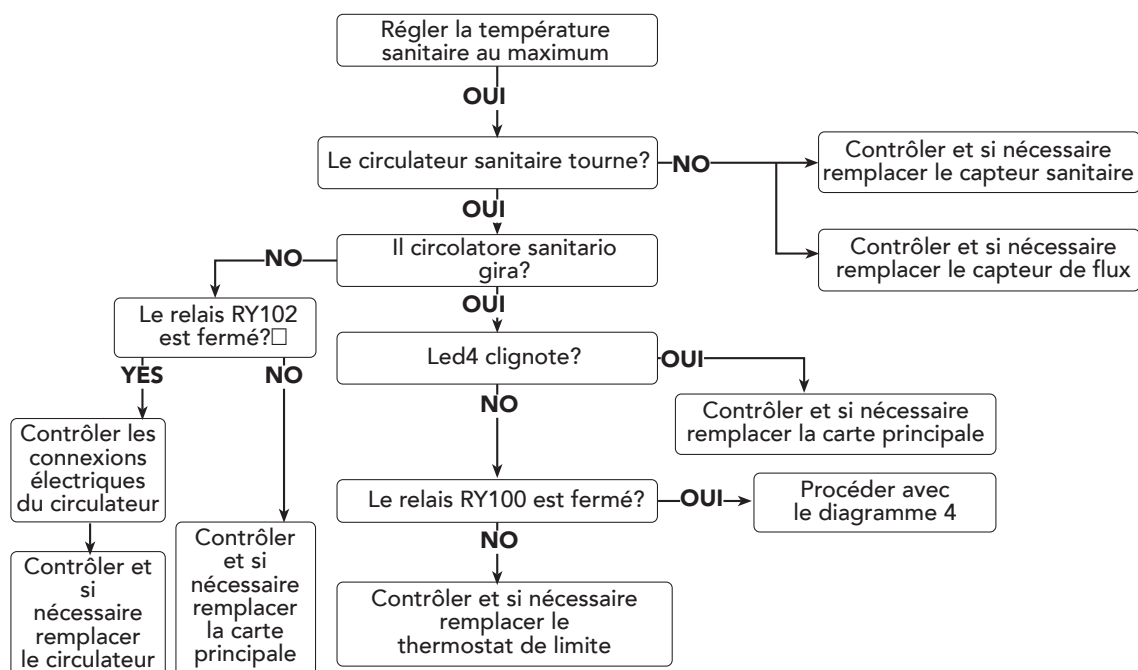 Régler la température
sanitaire au maximum
OUI
Le circulateur sanitaire tourne?
NO
Contrôler et si nécessaire
remplacer le capteur sanitaire
Contrôler et si nécessaire
remplacer le capteur de flux
OUI
Il circolatore sanitario
gira?
NO
Le relais RY102
est fermé?□
YES
NO
Contrôler les
connexions
électriques
du circulateur
Contrôler et
si
nécessaire
remplacer
le circulateur
Contrôler
et si
nécessaire
remplacer
la carte
principale
OUI
Led4 clignote?
OUI
Contrôler et si nécessaire
remplacer la carte principale
NO
Le relais RY100 est fermé?
OUI
Procéder avec
le diagramme 4
NO
Contrôler et si nécessaire
remplacer le
thermostat de limite